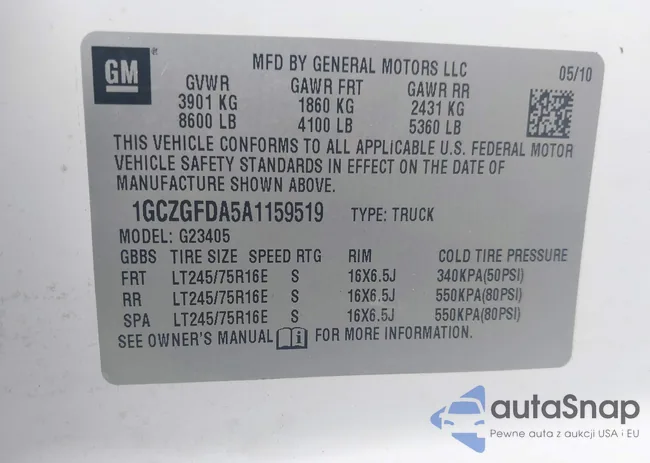 GM
MFD BY GENERAL MOTORS LLC 05/10
GVWR GAWR FRT GAWR RR
3901 KG 1860 KG 2431 KG
8600 LB 4100 LB 5360 LB
THIS VEHICLE CONFORMS TO ALL APPLICABLE U.S. FEDERAL MOTOR
VEHICLE SAFETY STANDARDS IN EFFECT ON THE DATE OF
MANUFACTURE SHOWN ABOVE.
1GCZGFDA5A1159519 TYPE: TRUCK
MODEL: G23405
GBBS TIRE SIZE SPEED RTG RIM COLD TIRE PRESSURE
FRT LT245/75R16E S 16X6.5J 340KPA(50PSI)
RR LT245/75R16E S 16X6.5J 550KPA(80PSI)
SPA LT245/75R16E S 16X6.5J 550KPA(80PSI)
SEE OWNER'S MANUAL i FOR MORE INFORMATION.
autaSnap
Pewne auta z aukcji USA i EU